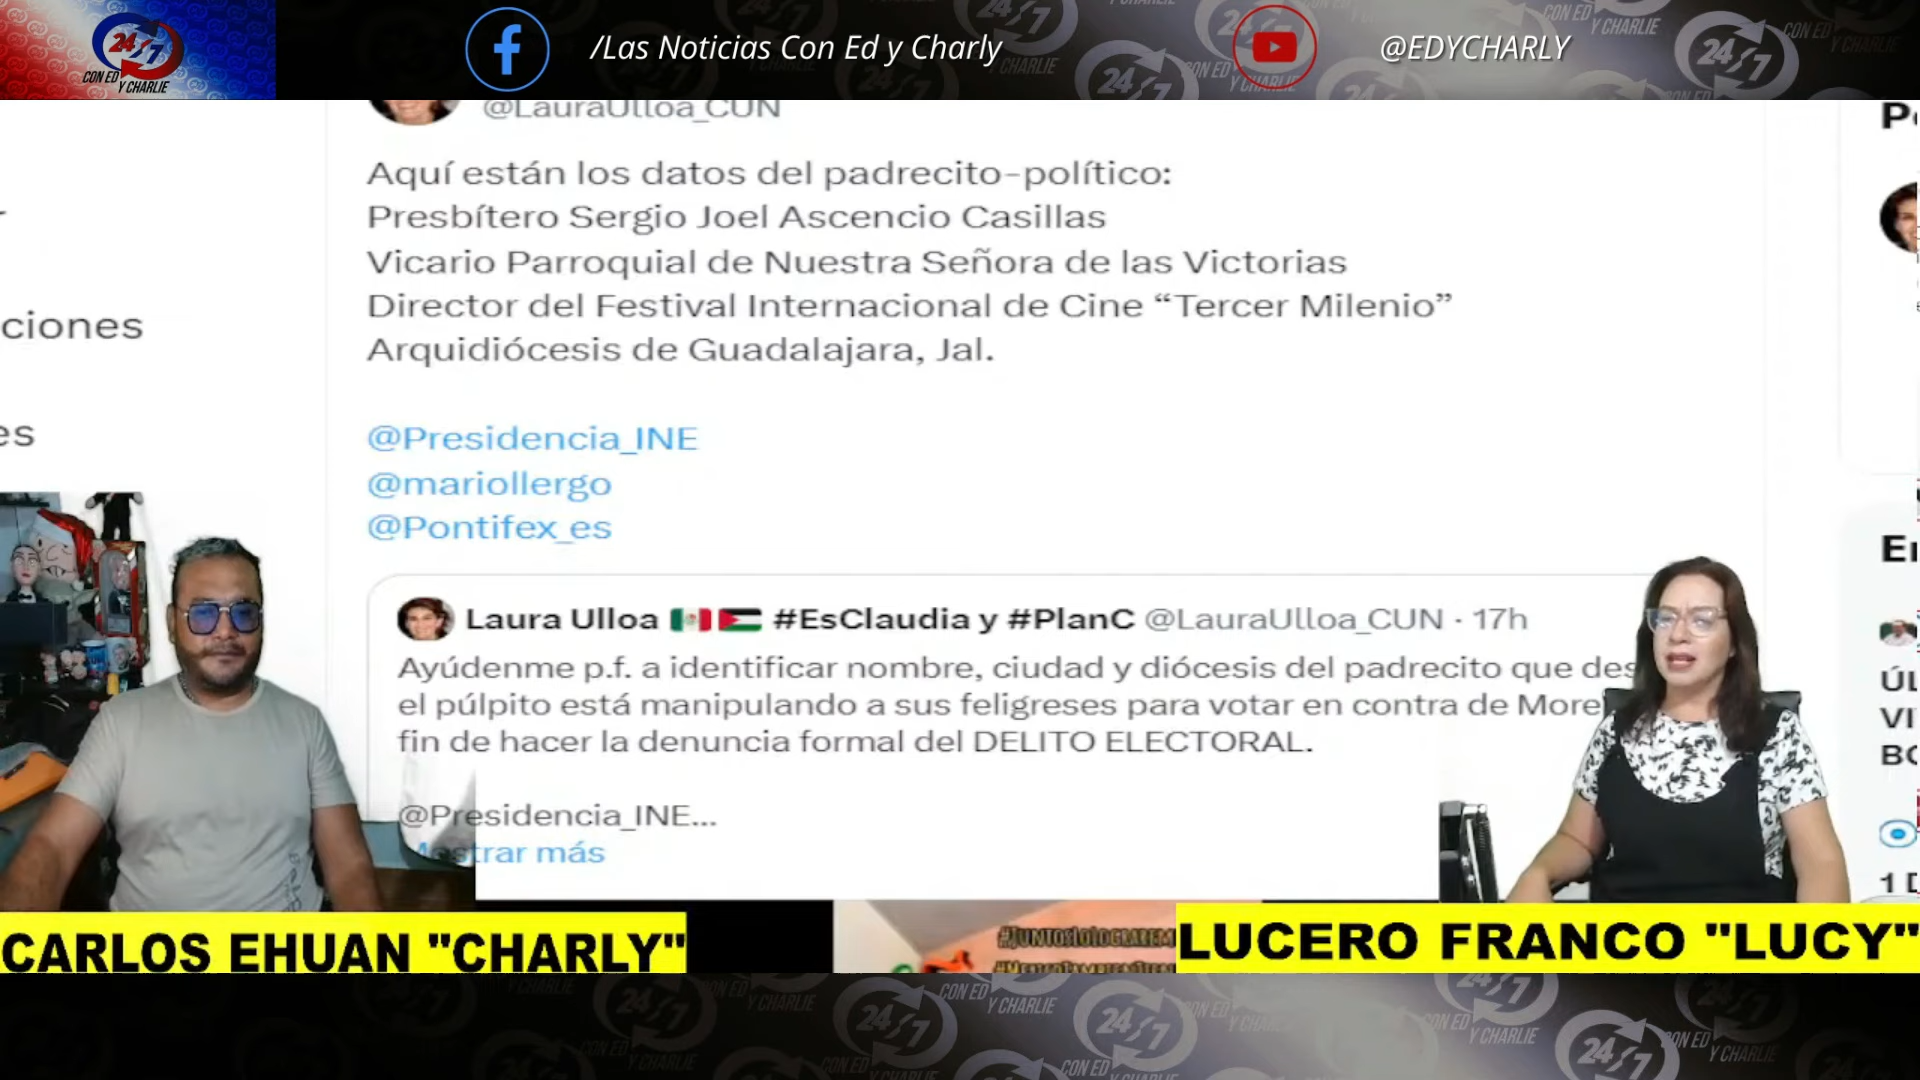 24/7
CON ED
Y CHARLIE
/Las Noticias Con Ed y Charly
@EDYCHARLY
@LauraUlloa_CUN
Aquí están los datos del padrecito-político:
Presbítero Sergio Joel Ascencio Casillas
Vicario Parroquial de Nuestra Señora de las Victorias
Director del Festival Internacional de Cine “Tercer Milenio”
Arquidiócesis de Guadalajara, Jal.
@Presidencia_INE
@mariollergo
@Pontifex_es
ciones
es
Laura Ulloa #EsClaudia y #PlanC @LauraUlloa_CUN · 17h
Ayúdenme p.f. a identificar nombre, ciudad y diócesis del padrecito que des
el púlpito está manipulando a sus feligreses para votar en contra de More
fin de hacer la denuncia formal del DELITO ELECTORAL.
@Presidencia_INE...
Mostrar más
CARLOS EHUAN "CHARLY"
LUCERO FRANCO "LUCY"